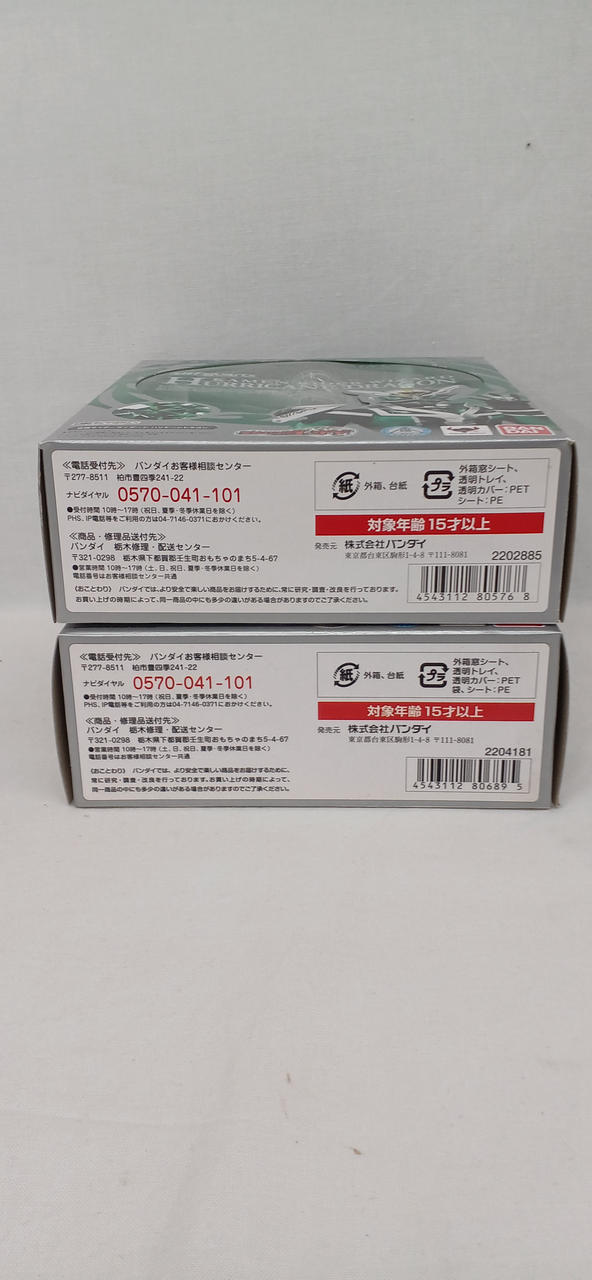 HURRICANE DRAGON
BAN
DAI
≪電話受付先≫ バンダイお客様相談センター
〒277-8511 柏市豊四季241-22
ナビダイヤル 0570-041-101
●受付時間 10時〜17時 (祝日、夏季・冬季休業日を除く)
PHS、IP電話等をご利用の方は04-7146-0371におかけください。
≪商品・修理品送付先≫
バンダイ 栃木修理・配送センター
〒321-0298 栃木県下都賀郡壬生町おもちゃのまち5-4-67
●営業時間 10時〜17時 (土、日、祝日、夏季・冬季休業日を除く)
電話番号はお客様相談センター共通
《おことわり》 バンダイでは、より安全で楽しい商品をお届けするために、常に研究・調査・改良を行っております。
お買い上げの時期によって、同一商品の中にも多少の違いがある場合がありますのでご了承ください。
紙 外箱、台紙
プラ 外箱窓シート、
透明トレイ、
透明カバー:PET
シート:PE
対象年齢 15才以上
発売元 株式会社バンダイ
東京都台東区駒形1-4-8 〒111-8081
2202885
4543112 80576 8
≪電話受付先≫ バンダイお客様相談センター
〒277-8511 柏市豊四季241-22
ナビダイヤル 0570-041-101
●受付時間 10時〜17時 (祝日、夏季・冬季休業日を除く)
PHS、IP電話等をご利用の方は04-7146-0371におかけください。
≪商品・修理品送付先≫
バンダイ 栃木修理・配送センター
〒321-0298 栃木県下都賀郡壬生町おもちゃのまち5-4-67
●営業時間 10時〜17時 (土、日、祝日、夏季・冬季休業日を除く)
電話番号はお客様相談センター共通
《おことわり》 バンダイでは、より安全で楽しい商品をお届けするために、
常に研究・調査・改良を行っております。お買い上げの時期によって、
同一商品の中にも多少の違いがある場合がありますのでご了承ください。
紙 外箱、台紙
プラ 外箱窓シート、
透明トレイ、
透明カバー:PET
袋、シート:PE
対象年齢 15才以上
発売元 株式会社バンダイ
東京都台東区駒形1-4-8 〒111-8081
2204181
4543112 80689 5